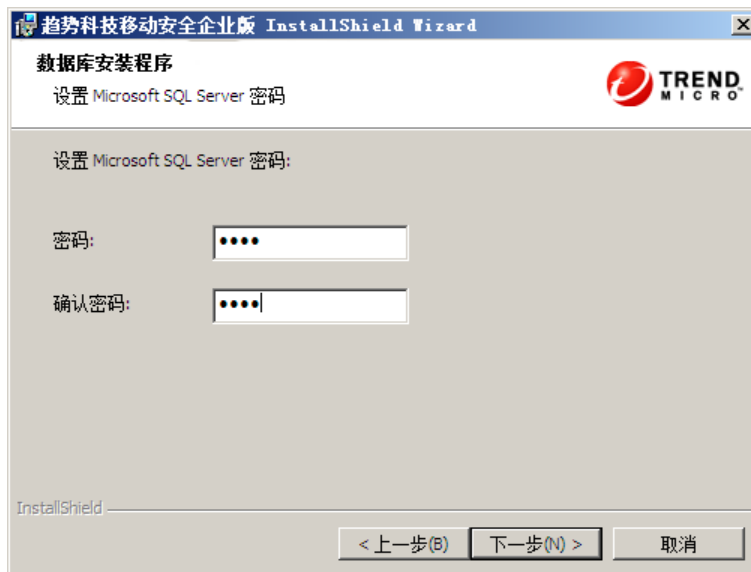 趋势科技移动安全企业版 InstallShield Wizard
数据库安装程序
设置 Microsoft SQL Server 密码
TREND
MICRO™
设置 Microsoft SQL Server 密码:
密码: ••••
确认密码: ••••
InstallShield
< 上一步(B) 下一步(N) > 取消